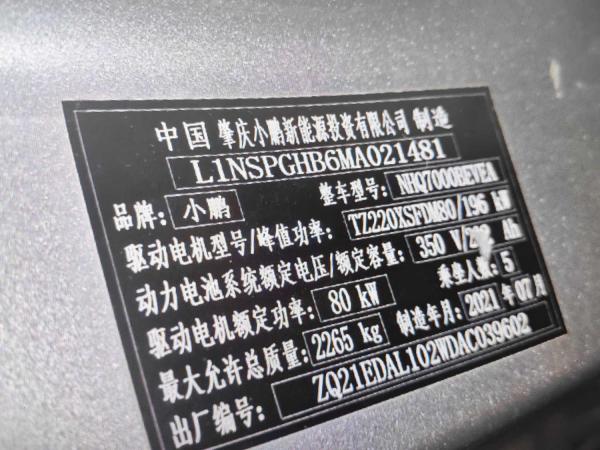 中国 肇庆小鹏新能源投资有限公司 制造
L1NSPGHB6MA021481
品牌: 小鹏 整车型号: NHQ7000BEVEA
驱动电机型号/峰值功率: TZ220XSFDM80/196 kW
动力电池系统额定电压/额定容量: 350 V/ Ah
驱动电机额定功率: 80 kW 乘坐人数: 5
最大允许总质量: 2265 kg 制造年月: 2021 年 07 月
出厂编号: ZQ21EDAL102WDAC039602